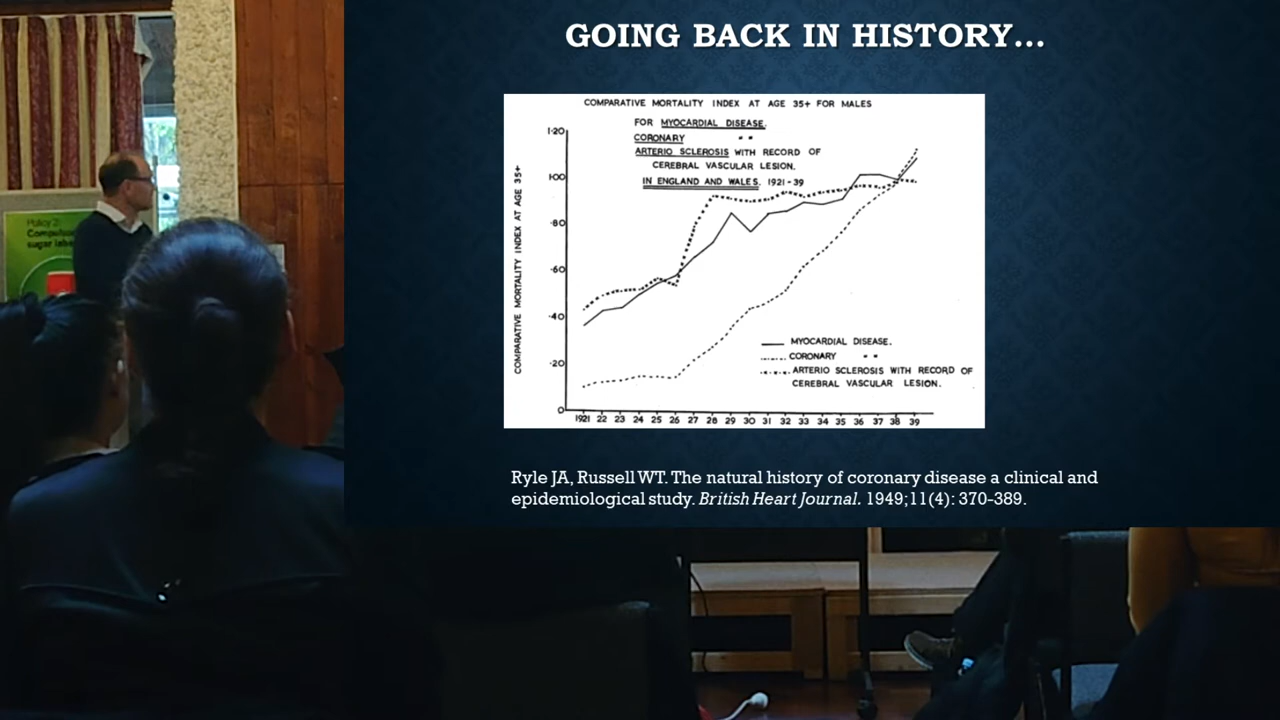 GOING BACK IN HISTORY...
COMPARATIVE MORTALITY INDEX AT AGE 35+ FOR MALES
FOR MYOCARDIAL DISEASE.
CORONARY " "
ARTERIO SCLEROSIS WITH RECORD OF
CEREBRAL VASCULAR LESION.
IN ENGLAND AND WALES. 1921-39
COMPARATIVE MORTALITY INDEX AT AGE 35+
1·20
1·00
·80
·60
·40
·20
0
1921 22 23 24 25 26 27 28 29 30 31 32 33 34 35 36 37 38 39
MYOCARDIAL DISEASE.
CORONARY " "
ARTERIO SCLEROSIS WITH RECORD OF
CEREBRAL VASCULAR LESION.
Ryle JA, Russell WT. The natural history of coronary disease a clinical and
epidemiological study. British Heart Journal. 1949;11(4): 370-389.
Policy 2:
sugar